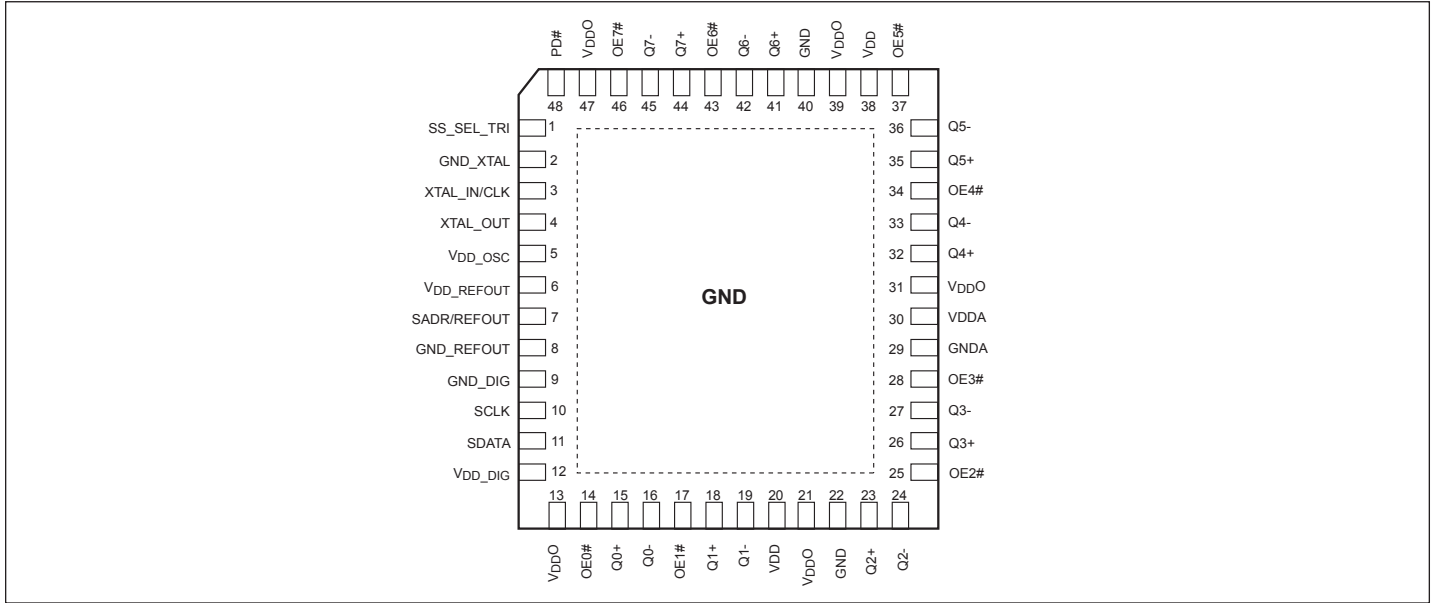 PD#
VDDO
OE7#
Q7-
Q7+
OE6#
Q6-
Q6+
GND
VDDO
VDD
OE5#
48 47 46 45 44 43 42 41 40 39 38 37
SS_SEL_TRI 1
GND_XTAL 2
XTAL_IN/CLK 3
XTAL_OUT 4
VDD_OSC 5
VDD_REFOUT 6
SADR/REFOUT 7
GND_REFOUT 8
GND_DIG 9
SCLK 10
SDATA 11
VDD_DIG 12
GND
36 Q5-
35 Q5+
34 OE4#
33 Q4-
32 Q4+
31 VDDO
30 VDDA
29 GNDA
28 OE3#
27 Q3-
26 Q3+
25 OE2#
13 14 15 16 17 18 19 20 21 22 23 24
VDDO
OE0#
Q0+
Q0-
OE1#
Q1+
Q1-
VDD
VDDO
GND
Q2+
Q2-